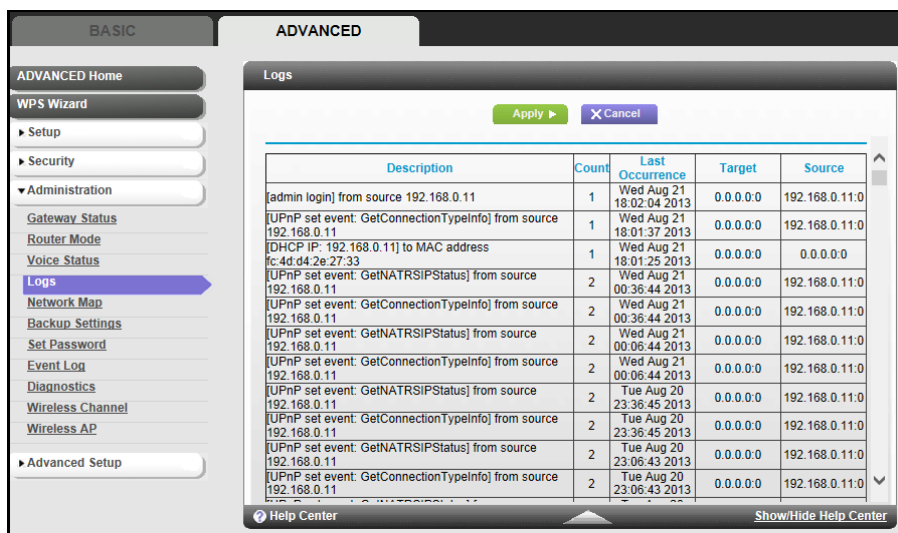 BASIC
ADVANCED
ADVANCED Home
WPS Wizard
Setup
Security
Administration
Gateway Status
Router Mode
Voice Status
Logs
Network Map
Backup Settings
Set Password
Event Log
Diagnostics
Wireless Channel
Wireless AP
Advanced Setup
Logs
Apply
Cancel
Description Count Last Occurrence Target Source
[admin login] from source 192.168.0.11 1 Wed Aug 21 18:02:04 2013 0.0.0.0:0 192.168.0.11:0
[UPnP set event: GetConnectionTypeInfo] from source 192.168.0.11 1 Wed Aug 21 18:01:37 2013 0.0.0.0:0 192.168.0.11:0
[DHCP IP: 192.168.0.11] to MAC address fc:4d:d4:2e:27:33 1 Wed Aug 21 18:01:25 2013 0.0.0.0:0 0.0.0.0:0
[UPnP set event: GetNATRSIPStatus] from source 192.168.0.11 2 Wed Aug 21 00:36:44 2013 0.0.0.0:0 192.168.0.11:0
[UPnP set event: GetConnectionTypeInfo] from source 192.168.0.11 2 Wed Aug 21 00:36:44 2013 0.0.0.0:0 192.168.0.11:0
[UPnP set event: GetNATRSIPStatus] from source 192.168.0.11 2 Wed Aug 21 00:06:44 2013 0.0.0.0:0 192.168.0.11:0
[UPnP set event: GetConnectionTypeInfo] from source 192.168.0.11 2 Wed Aug 21 00:06:44 2013 0.0.0.0:0 192.168.0.11:0
[UPnP set event: GetNATRSIPStatus] from source 192.168.0.11 2 Tue Aug 20 23:36:45 2013 0.0.0.0:0 192.168.0.11:0
[UPnP set event: GetConnectionTypeInfo] from source 192.168.0.11 2 Tue Aug 20 23:36:45 2013 0.0.0.0:0 192.168.0.11:0
[UPnP set event: GetNATRSIPStatus] from source 192.168.0.11 2 Tue Aug 20 23:06:43 2013 0.0.0.0:0 192.168.0.11:0
[UPnP set event: GetConnectionTypeInfo] from source 192.168.0.11 2 Tue Aug 20 23:06:43 2013 0.0.0.0:0 192.168.0.11:0
Help Center
Show/Hide Help Center